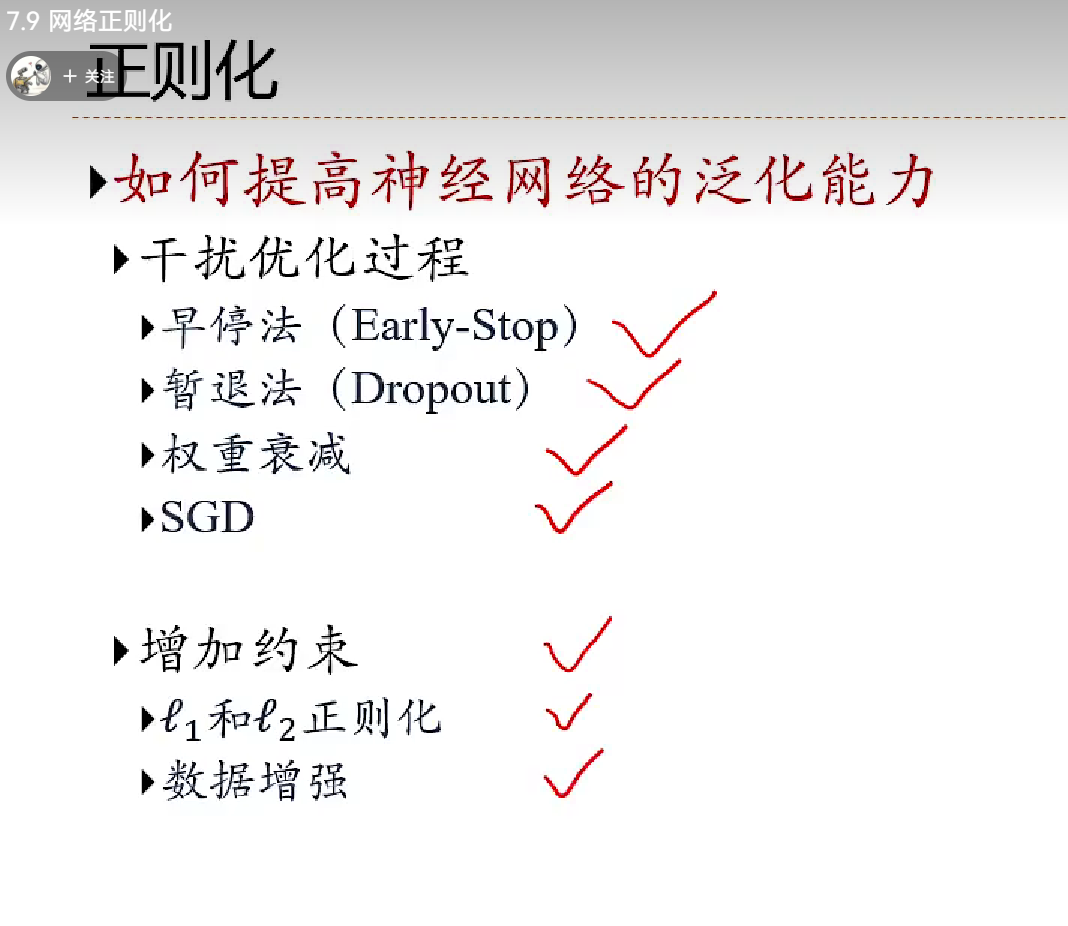 7.9 网络正则化
+ 关注
正则化
如何提高神经网络的泛化能力
干扰优化过程
早停法（Early-Stop）
暂退法（Dropout）
权重衰减
SGD
增加约束
ℓ1和ℓ2正则化
数据增强